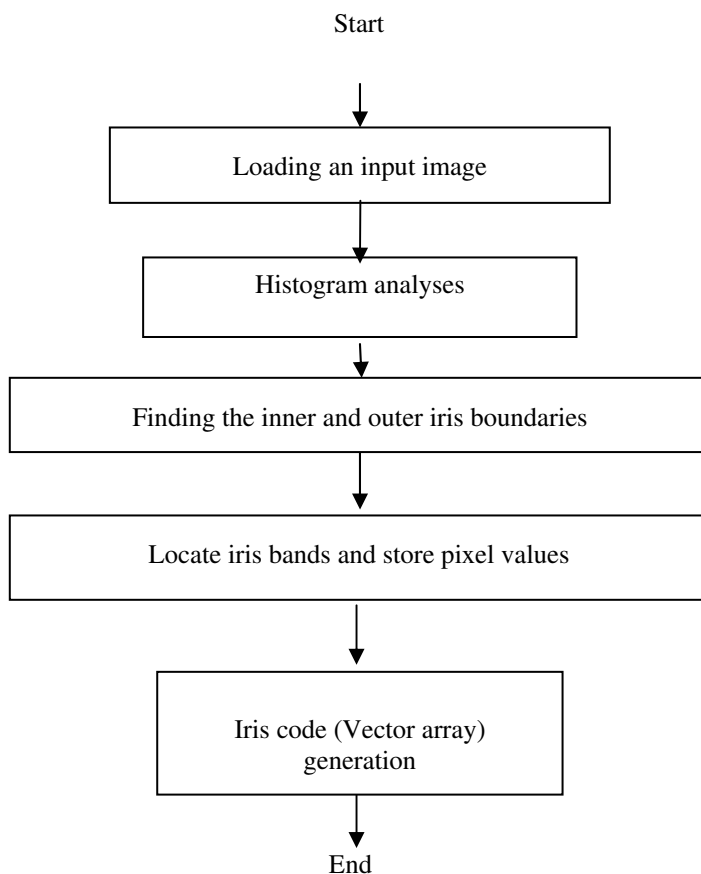 Start
Loading an input image
Histogram analyses
Finding the inner and outer iris boundaries
Locate iris bands and store pixel values
Iris code (Vector array)
generation
End